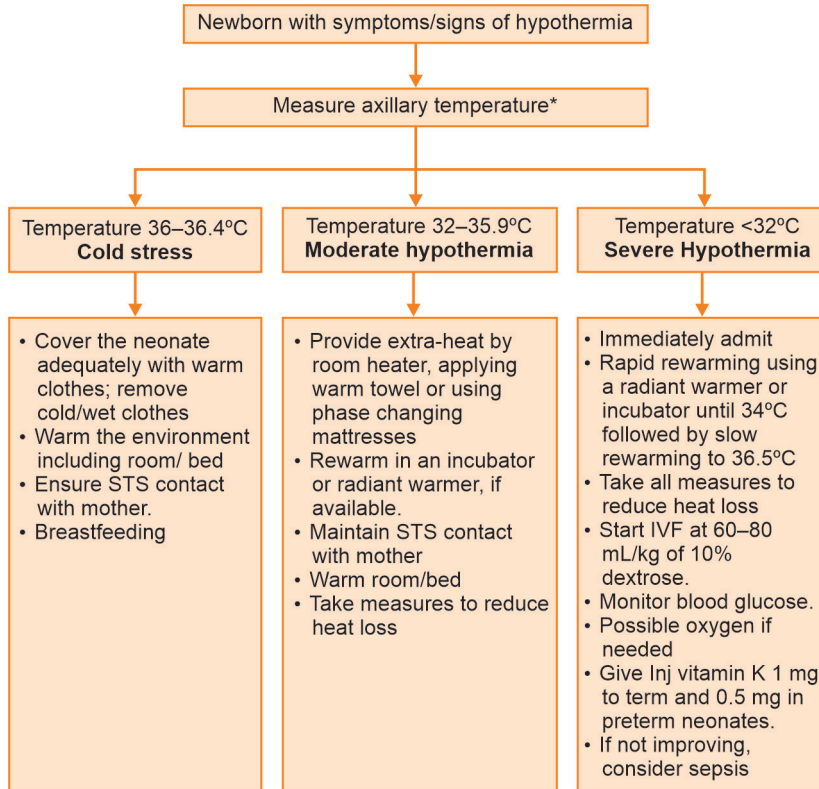 Newborn with symptoms/signs of hypothermia
Measure axillary temperature*
Temperature 36–36.4ºC
Cold stress
Temperature 32–35.9ºC
Moderate hypothermia
Temperature <32ºC
Severe Hypothermia
• Cover the neonate
adequately with warm
clothes; remove
cold/wet clothes
• Warm the environment
including room/ bed
• Ensure STS contact
with mother.
• Breastfeeding
• Provide extra-heat by
room heater, applying
warm towel or using
phase changing
mattresses
• Rewarm in an incubator
or radiant warmer, if
available.
• Maintain STS contact
with mother
• Warm room/bed
• Take measures to reduce
heat loss
• Immediately admit
• Rapid rewarming using
a radiant warmer or
incubator until 34ºC
followed by slow
rewarming to 36.5ºC
• Take all measures to
reduce heat loss
• Start IVF at 60–80
mL/kg of 10%
dextrose.
• Monitor blood glucose.
• Possible oxygen if
needed
• Give Inj vitamin K 1 mg
to term and 0.5 mg in
preterm neonates.
• If not improving,
consider sepsis